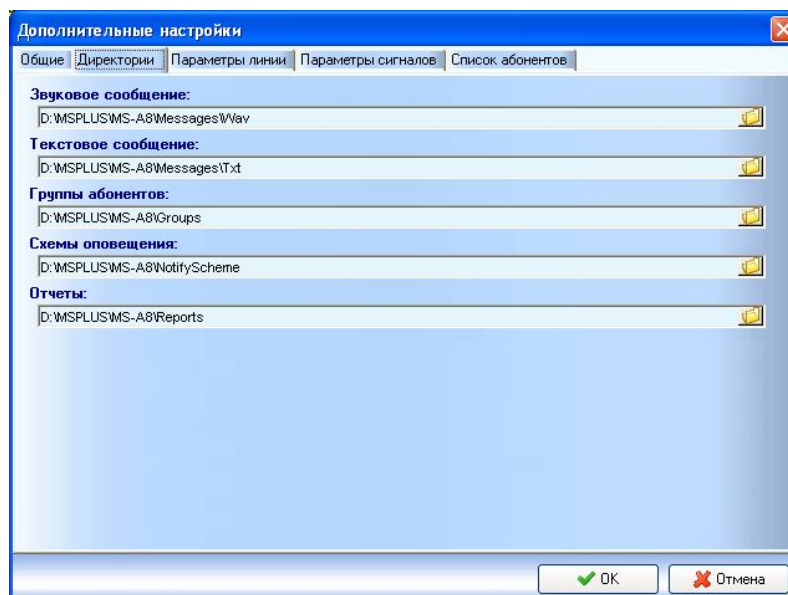 Дополнительные настройки
Общие Директории Параметры линии Параметры сигналов Список абонентов
Звуковое сообщение:
D:\MSPLUS\MS-A8\Messages\Wav
Текстовое сообщение:
D:\MSPLUS\MS-A8\Messages\Txt
Группы абонентов:
D:\MSPLUS\MS-A8\Groups
Схемы оповещения:
D:\MSPLUS\MS-A8\NotifyScheme
Отчеты:
D:\MSPLUS\MS-A8\Reports
OK Отмена